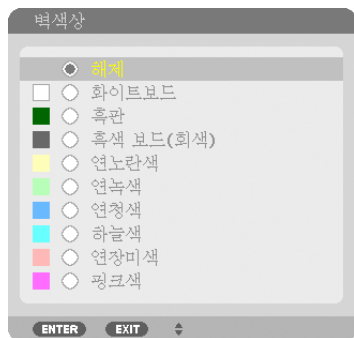 벽색상
해제
화이트보드
흑판
흑색 보드(회색)
연노란색
연녹색
연청색
하늘색
연장미색
핑크색
ENTER EXIT